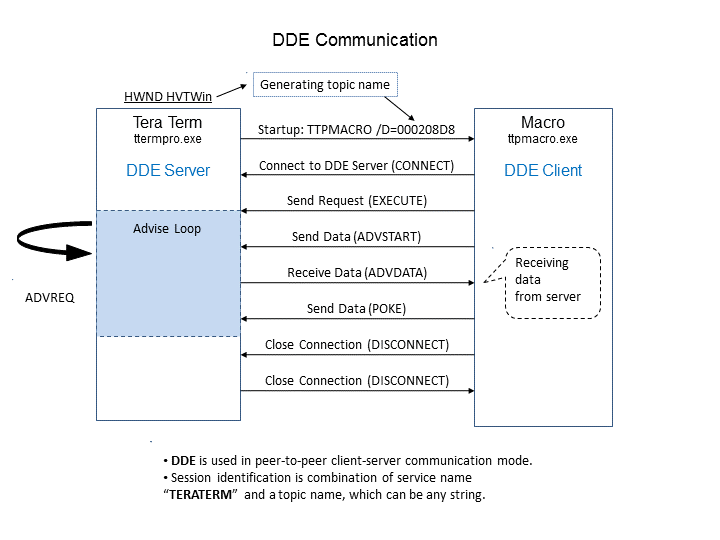 DDE Communication
Generating topic name
HWND HVTWin
Tera Term
ttermpro.exe
DDE Server
Startup: TTPMACRO /D=000208D8
Macro
ttpmacro.exe
DDE Client
Connect to DDE Server (CONNECT)
Send Request (EXECUTE)
Advise Loop
Send Data (ADVSTART)
Receive Data (ADVDATA)
Receiving
data
from server
ADVREQ
Send Data (POKE)
Close Connection (DISCONNECT)
Close Connection (DISCONNECT)
• DDE is used in peer-to-peer client-server communication mode.
• Session identification is combination of service name
“TERATERM” and a topic name, which can be any string.